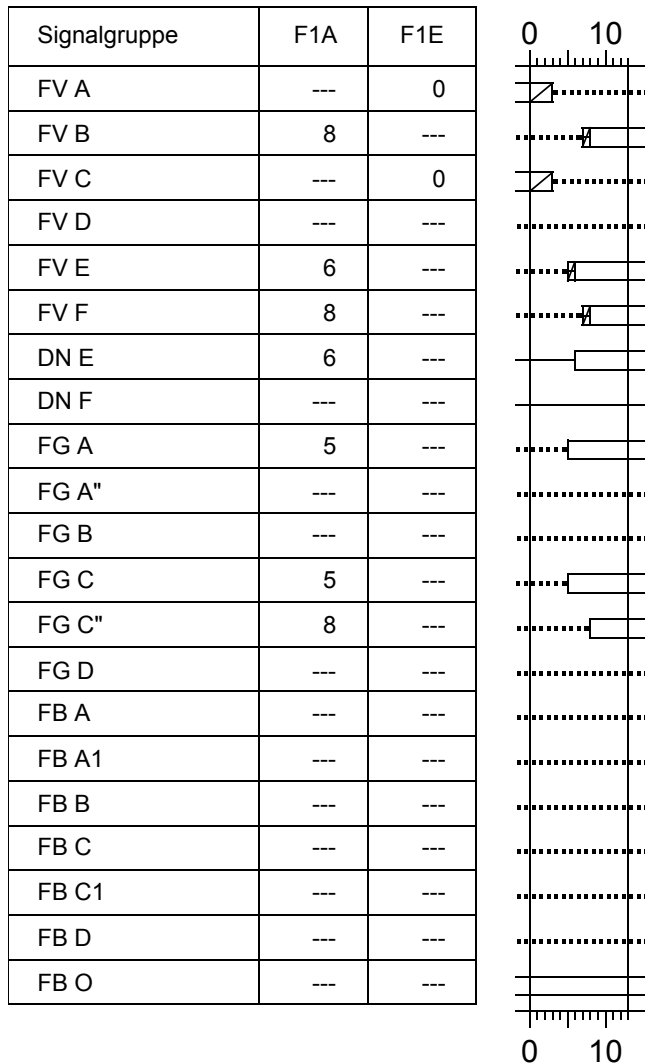 Signalgruppe F1A F1E 0 10
FV A --- 0
FV B 8 ---
FV C --- 0
FV D --- ---
FV E 6 ---
FV F 8 ---
DN E 6 ---
DN F --- ---
FG A 5 ---
FG A" --- ---
FG B --- ---
FG C 5 ---
FG C" 8 ---
FG D --- ---
FB A --- ---
FB A1 --- ---
FB B --- ---
FB C --- ---
FB C1 --- ---
FB D --- ---
FB O --- ---
0 10